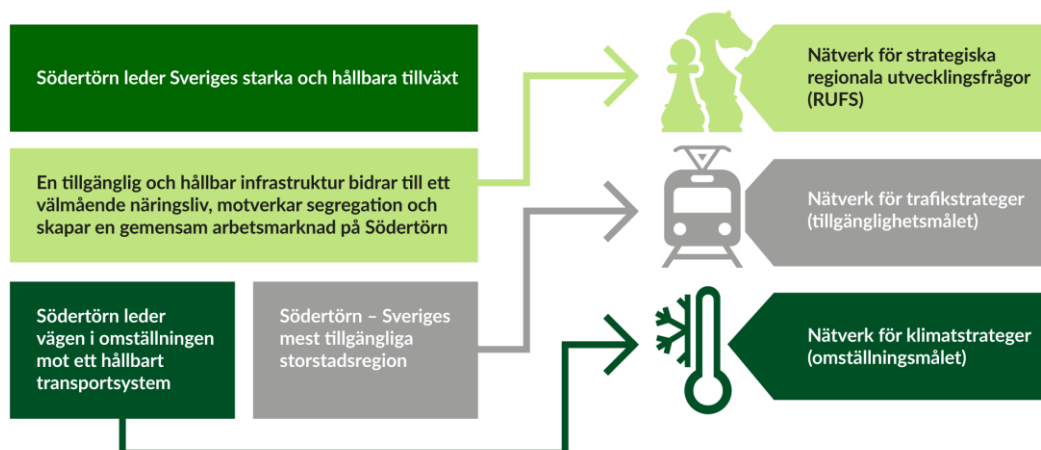 Södertörn leder Sveriges starka och hållbara tillväxt
En tillgänglig och hållbar infrastruktur bidrar till ett
välmående näringsliv, motverkar segregation och
skapar en gemensam arbetsmarknad på Södertörn
Södertörn leder
vägen i omställningen
mot ett hållbart
transportsystem
Södertörn – Sveriges
mest tillgängliga
storstadsregion
Nätverk för strategiska
regionala utvecklingsfrågor
(RUFS)
Nätverk för trafikstrateger
(tillgänglighetsmålet)
Nätverk för klimatstrateger
(omställningsmålet)